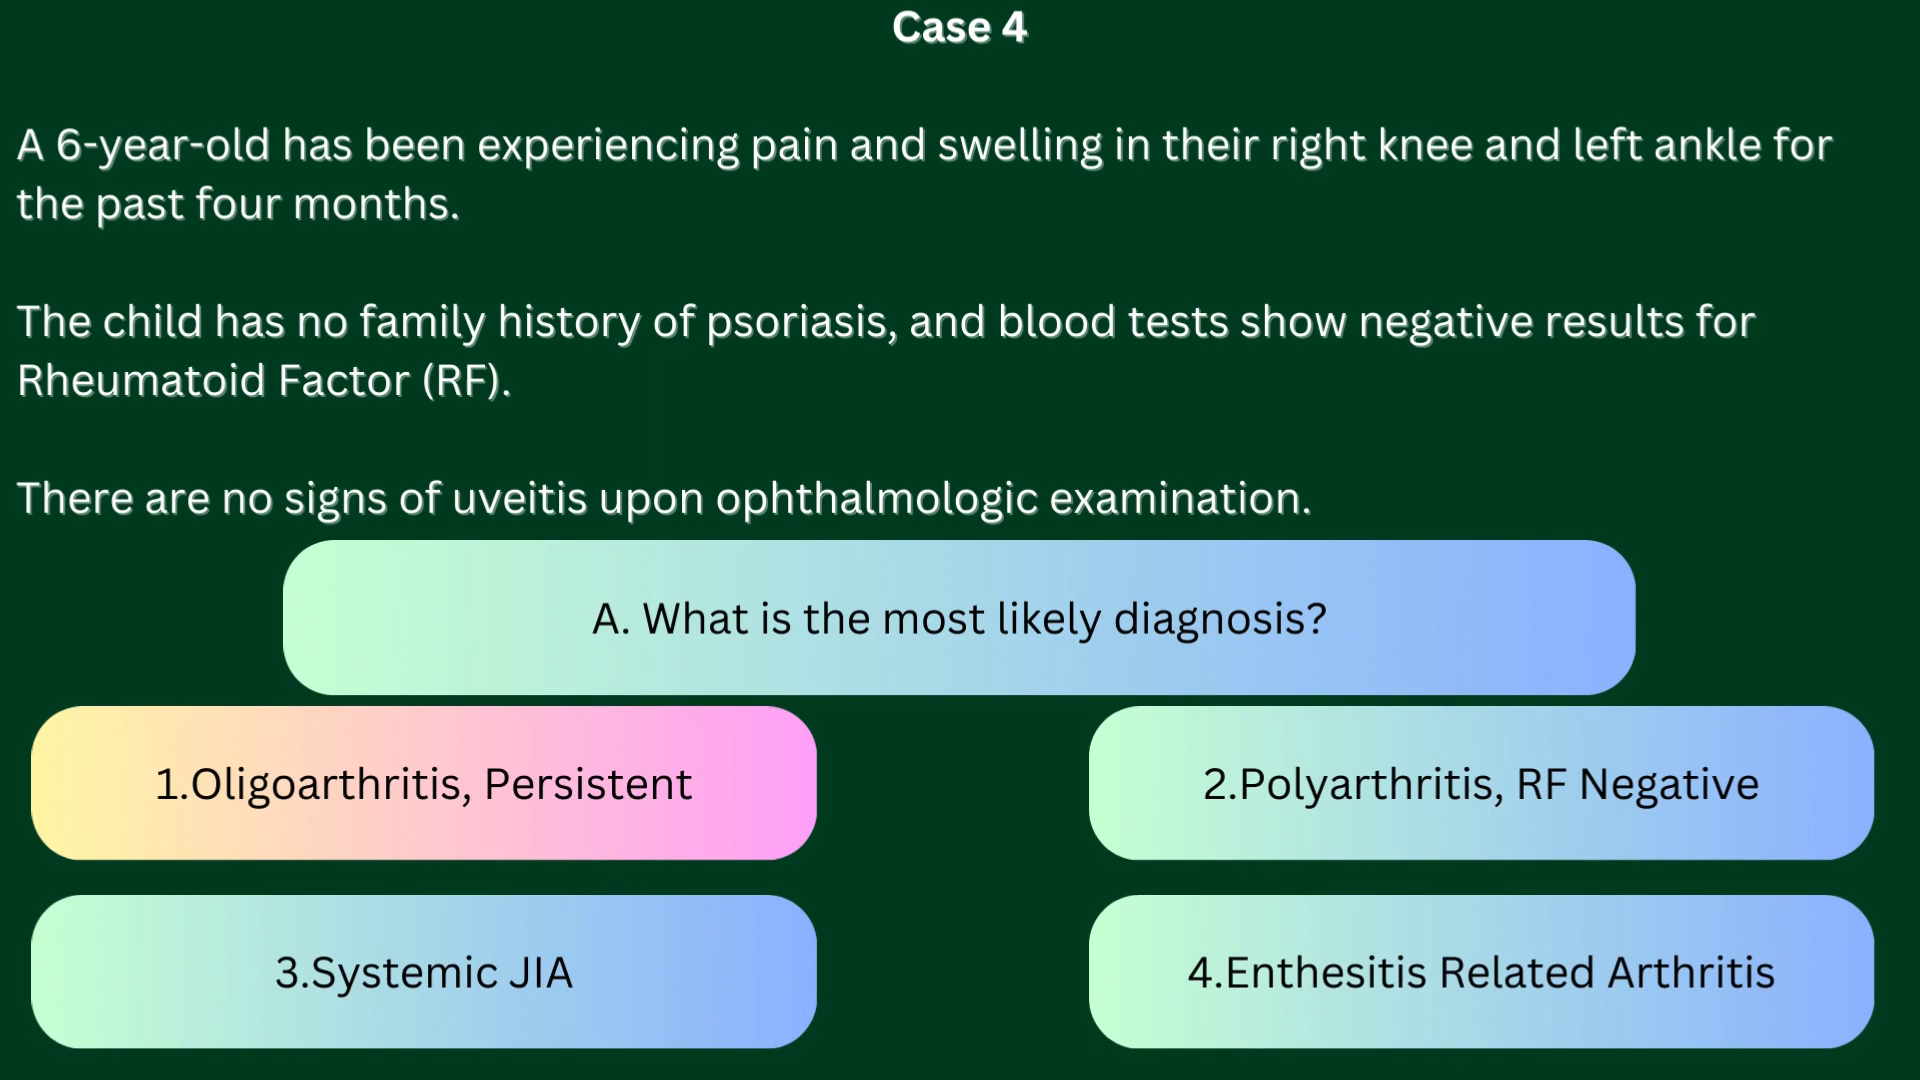 Case 4
A 6-year-old has been experiencing pain and swelling in their right knee and left ankle for
the past four months.
The child has no family history of psoriasis, and blood tests show negative results for
Rheumatoid Factor (RF).
There are no signs of uveitis upon ophthalmologic examination.
A. What is the most likely diagnosis?
1.Oligoarthritis, Persistent
2.Polyarthritis, RF Negative
3.Systemic JIA
4.Enthesitis Related Arthritis